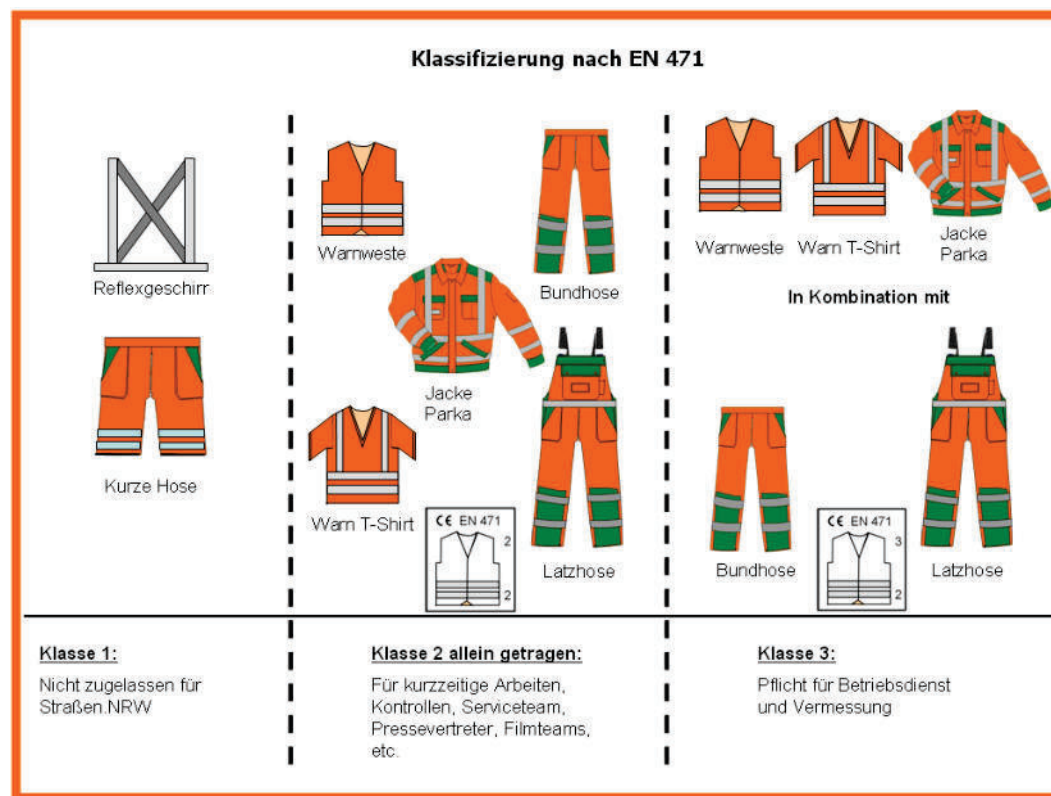 Klassifizierung nach EN 471
Reflexgeschirr
Kurze Hose
Warnweste
Bundhose
Jacke
Parka
Warn T-Shirt
CE EN 471
2
2
Latzhose
Warnweste
Warn T-Shirt
Jacke
Parka
In Kombination mit
Bundhose
CE EN 471
3
2
Latzhose
Klasse 1:
Nicht zugelassen für
Straßen.NRW
Klasse 2 allein getragen:
Für kurzzeitige Arbeiten,
Kontrollen, Serviceteam,
Pressevertreter, Filmteams,
etc.
Klasse 3:
Pflicht für Betriebsdienst
und Vermessung